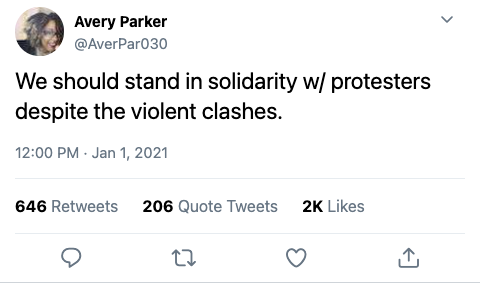 Avery Parker
@AverPar030
We should stand in solidarity w/ protesters
despite the violent clashes.
12:00 PM · Jan 1, 2021
646 Retweets 206 Quote Tweets 2K Likes